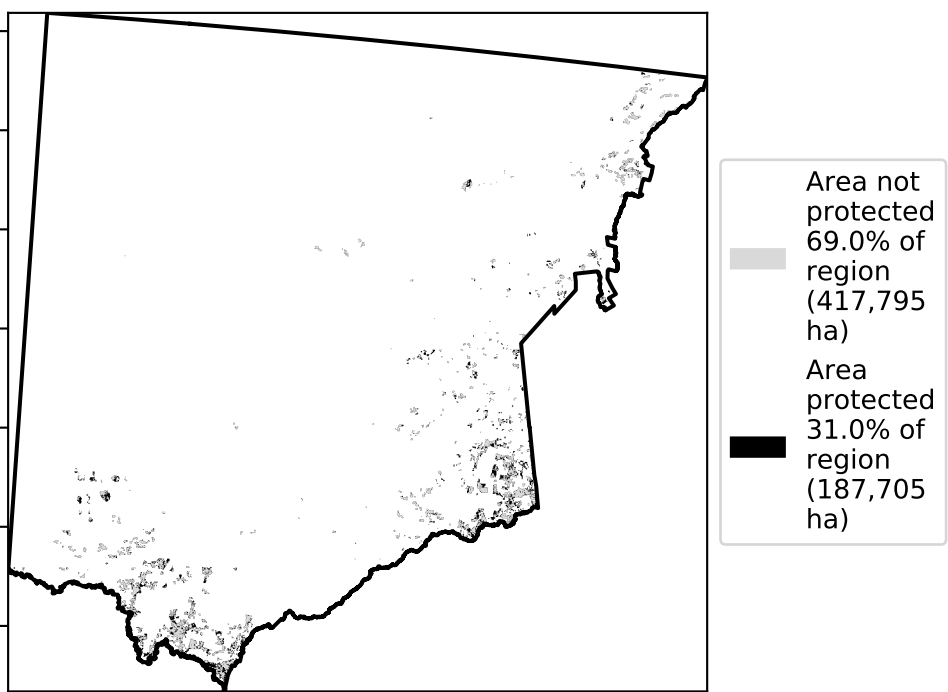 Area not
protected
69.0% of
region
(417,795
ha)
Area
protected
31.0% of
region
(187,705
ha)